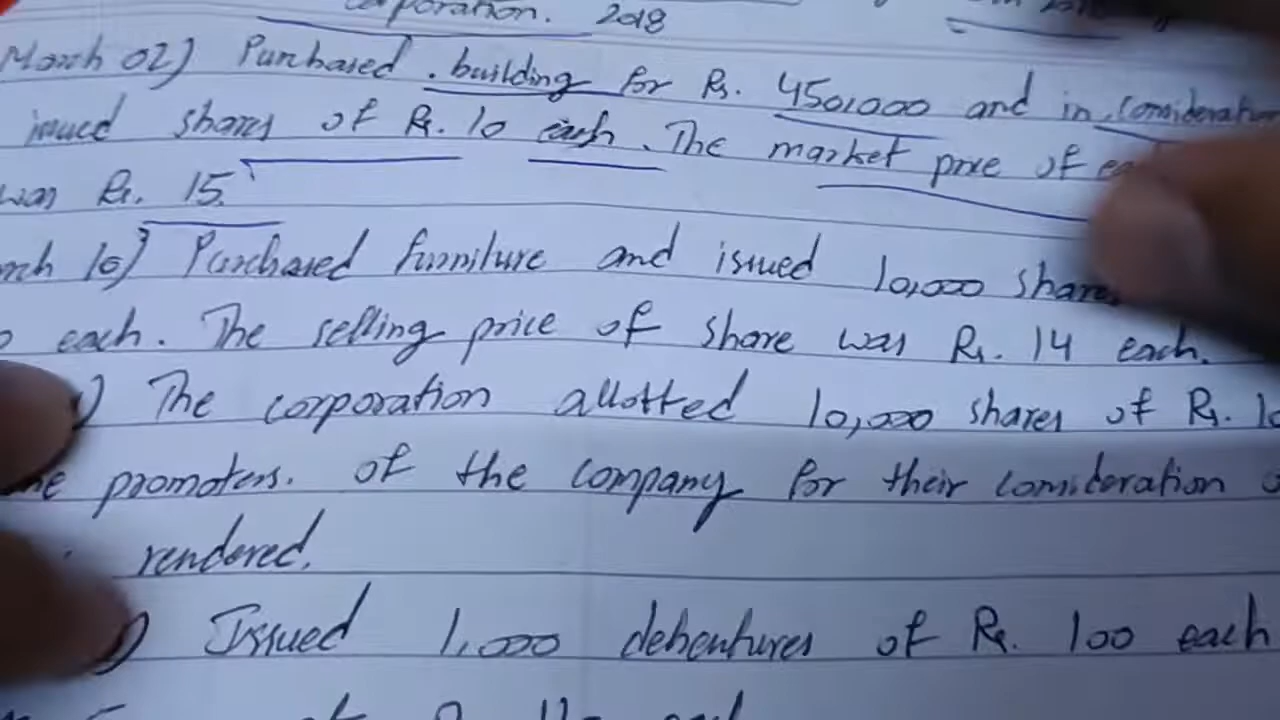 corporation. 2018
March 02) Purchased building for Rs. 450,000 and in consideration
issued shares of Rs. 10 each. The market price of
was Rs. 15.
10) Purchased furniture and issued 10,000 shares
each. The selling price of share was Rs. 14 each.
) The corporation allotted 10,000 shares of Rs. 10
promoters. of the company for their consideration
rendered.
) Issued 1,000 debentures of Rs. 100 each